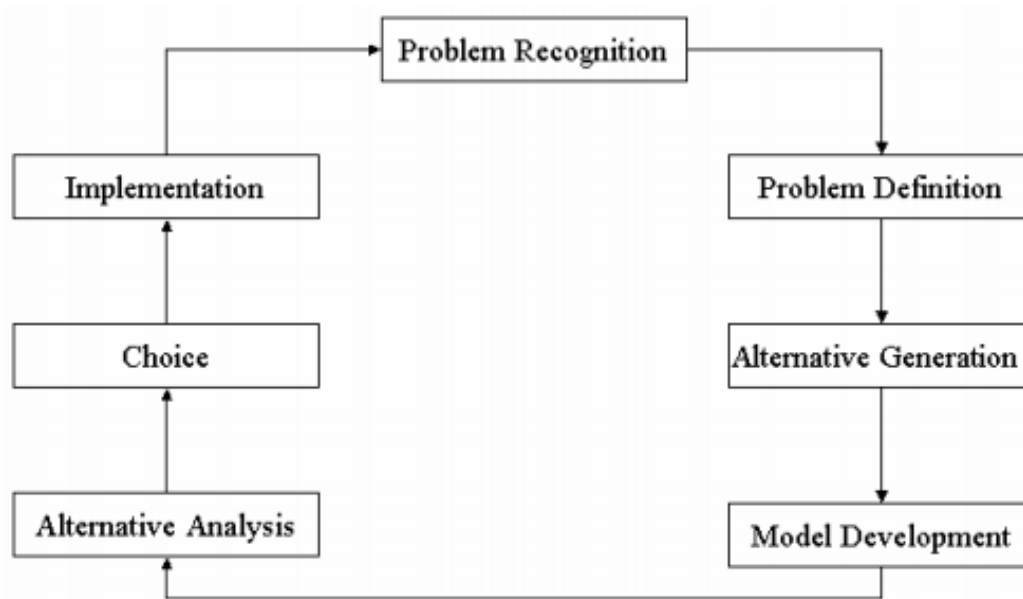 Problem Recognition
Problem Definition
Alternative Generation
Model Development
Alternative Analysis
Choice
Implementation